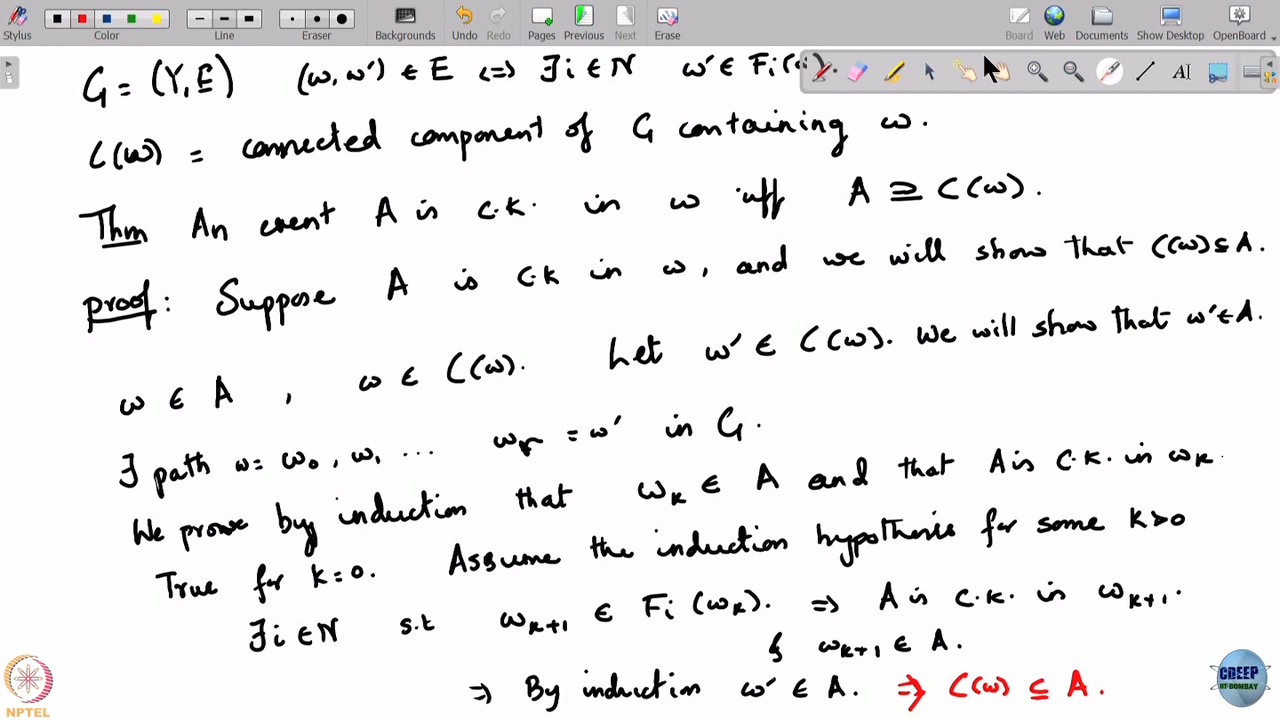 Stylus Color Line Eraser Backgrounds Undo Redo Pages Previous Next Erase Board Web Documents Show Desktop OpenBoard
G = (Y, E) (ω, ω') ∈ E ⟺ ∃ i ∈ N ω' ∈ Fi(
C(ω) = connected component of G containing ω.
Thm An event A is c.k. in ω iff A ⊇ C(ω).
proof: Suppose A is c.k in ω, and we will show that C(ω) ⊆ A.
ω ∈ A , ω ∈ C(ω). Let ω' ∈ C(ω). We will show that ω' ∈ A.
∃ path ω = ω₀, ω₁ ... ωr = ω' in G.
We prove by induction that ωk ∈ A and that A is c.k. in ωk.
True for k=0. Assume the induction hypothesis for some k>0
∃ i ∈ N s.t ωk+1 ∈ Fi(ωk). ⇒ A is c.k. in ωk+1.
& ωk+1 ∈ A.
⇒ By induction ω' ∈ A. ⇒ C(ω) ⊆ A.
NPTEL
CDEEP
IIT BOMBAY